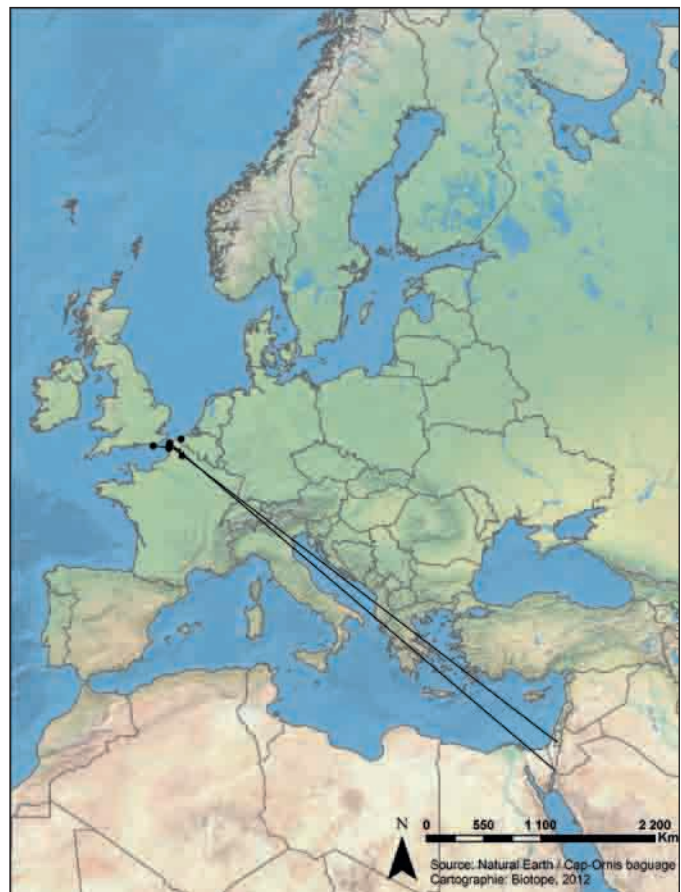 N
0 550 1 100 2 200
Km
Source: Natural Earth / Cap-Ornis baguage
Cartographie: Biotope, 2012